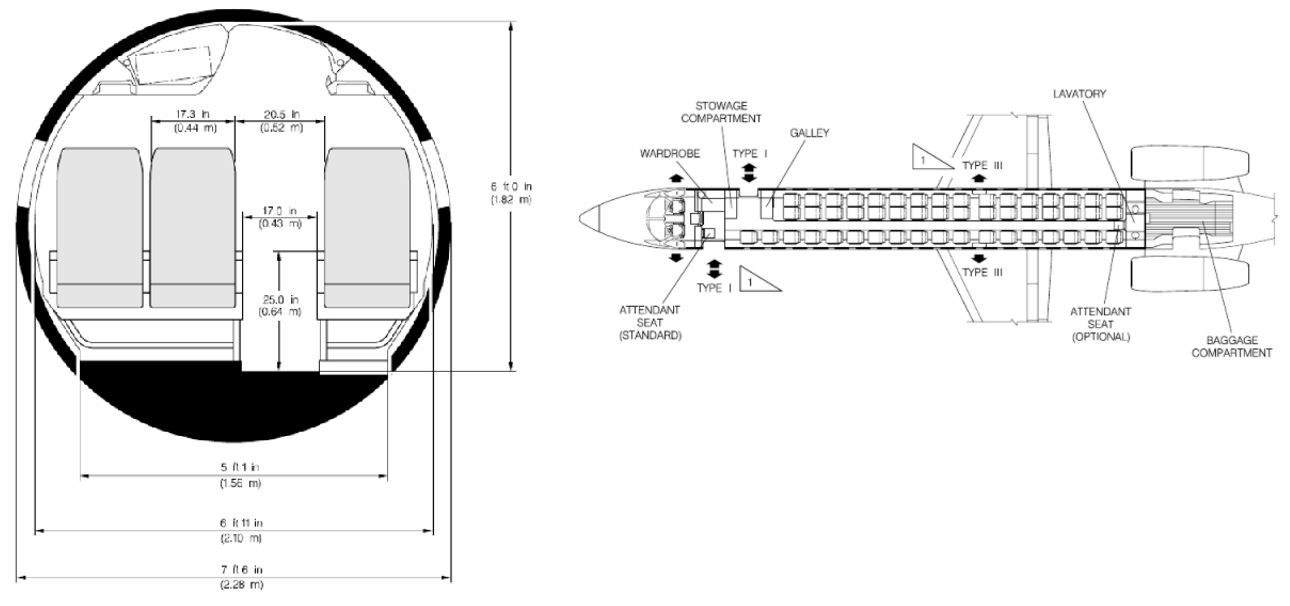 17.3 in
(0.44 m)
20.5 in
(0.52 m)
6 ft 0 in
(1.82 m)
17.0 in
(0.43 m)
25.0 in
(0.64 m)
5 ft 1 in
(1.56 m)
6 ft 11 in
(2.10 m)
7 ft 6 in
(2.28 m)
LAVATORY
STOWAGE
COMPARTMENT
GALLEY
WARDROBE
TYPE I
1
TYPE III
TYPE III
TYPE I
1
ATTENDANT
SEAT
(STANDARD)
ATTENDANT
SEAT
(OPTIONAL)
BAGGAGE
COMPARTMENT